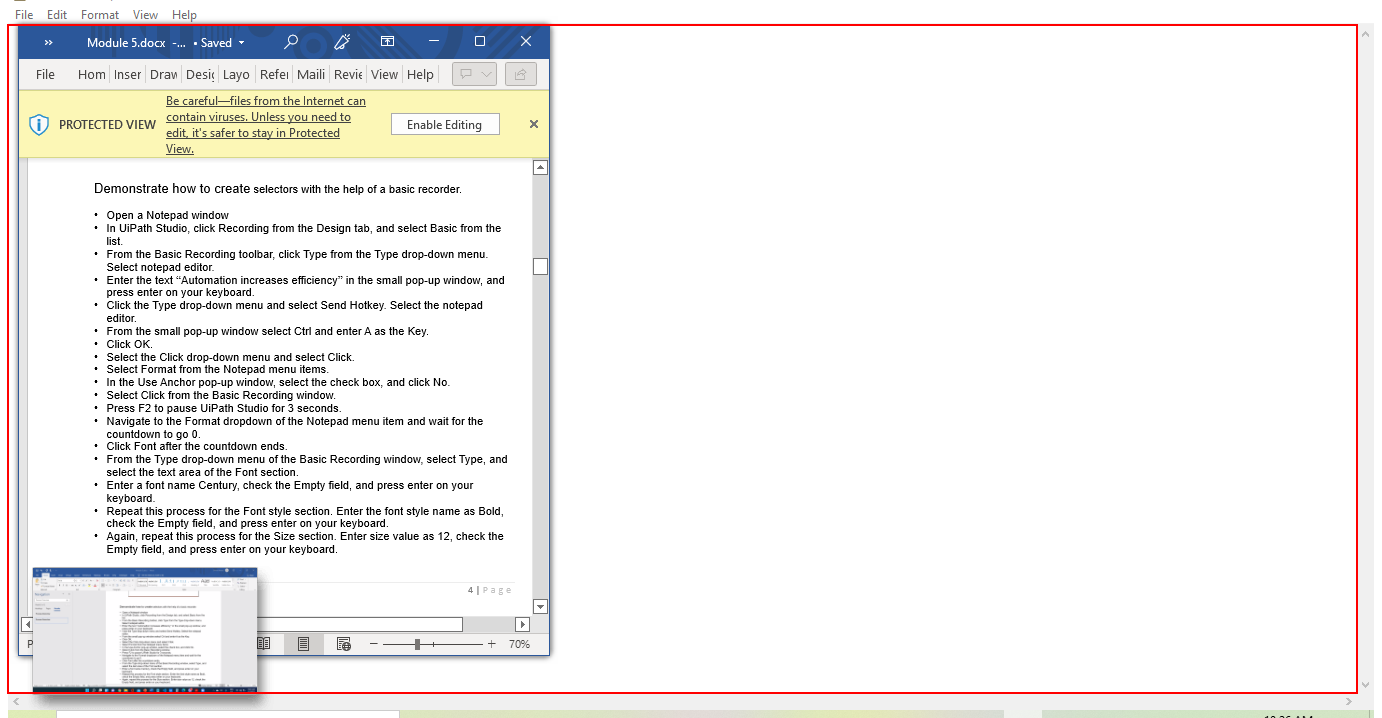 File Edit Format View Help
» Module 5.docx -... • Saved
File Hom Inser Draw Desig Layo Refer Maili Revie View Help
PROTECTED VIEW
Be careful—files from the Internet can
contain viruses. Unless you need to
edit, it's safer to stay in Protected
View.
Enable Editing
Demonstrate how to create selectors with the help of a basic recorder.
• Open a Notepad window
• In UiPath Studio, click Recording from the Design tab, and select Basic from the
list.
• From the Basic Recording toolbar, click Type from the Type drop-down menu.
Select notepad editor.
• Enter the text “Automation increases efficiency” in the small pop-up window, and
press enter on your keyboard.
• Click the Type drop-down menu and select Send Hotkey. Select the notepad
editor.
• From the small pop-up window select Ctrl and enter A as the Key.
• Click OK.
• Select the Click drop-down menu and select Click.
• Select Format from the Notepad menu items.
• In the Use Anchor pop-up window, select the check box, and click No.
• Select Click from the Basic Recording window.
• Press F2 to pause UiPath Studio for 3 seconds.
• Navigate to the Format dropdown of the Notepad menu item and wait for the
countdown to go 0.
• Click Font after the countdown ends.
• From the Type drop-down menu of the Basic Recording window, select Type, and
select the text area of the Font section.
• Enter a font name Century, check the Empty field, and press enter on your
keyboard.
• Repeat this process for the Font style section. Enter the font style name as Bold,
check the Empty field, and press enter on your keyboard.
• Again, repeat this process for the Size section. Enter size value as 12, check the
Empty field, and press enter on your keyboard.
4 | Page
70%